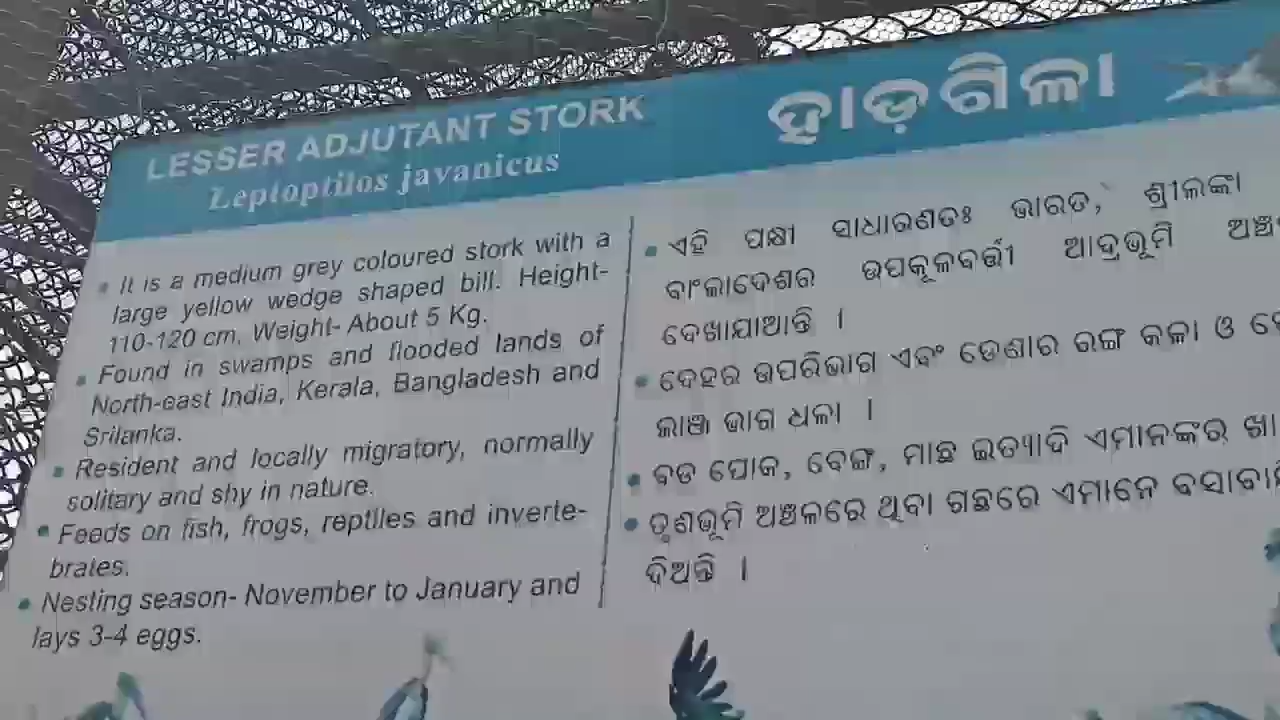 LESSER ADJUTANT STORK
Leptoptilos javanicus
ହାଡ଼ଗିଳା
• It is a medium grey coloured stork with a
large yellow wedge shaped bill. Height-
110-120 cm. Weight- About 5 Kg.
• Found in swamps and flooded lands of
North-east India, Kerala, Bangladesh and
Srilanka.
• Resident and locally migratory, normally
solitary and shy in nature.
• Feeds on fish, frogs, reptiles and inverte-
brates.
• Nesting season- November to January and
lays 3-4 eggs.
• ଏହି ପକ୍ଷୀ ସାଧାରଣତଃ ଭାରତ, ଶ୍ରୀଲଙ୍କା
ବାଂଲାଦେଶର ଉପକୂଳବର୍ତ୍ତୀ ଆଦ୍ରଭୂମି
ଦେଖାଯାଆନ୍ତି ।
• ଦେହର ଉପରିଭାଗ ଏବଂ ଡେଣାର ରଙ୍ଗ କଳା ଓ
ଲାଞ୍ଜ ଭାଗ ଧଳା ।
• ବଡ ପୋକ, ବେଙ୍ଗ, ମାଛ ଇତ୍ୟାଦି ଏମାନଙ୍କର
• ତୃଣଭୂମି ଅଞ୍ଚଳରେ ଥିବା ଗଛରେ ଏମାନେ
ଦିଅନ୍ତି ।